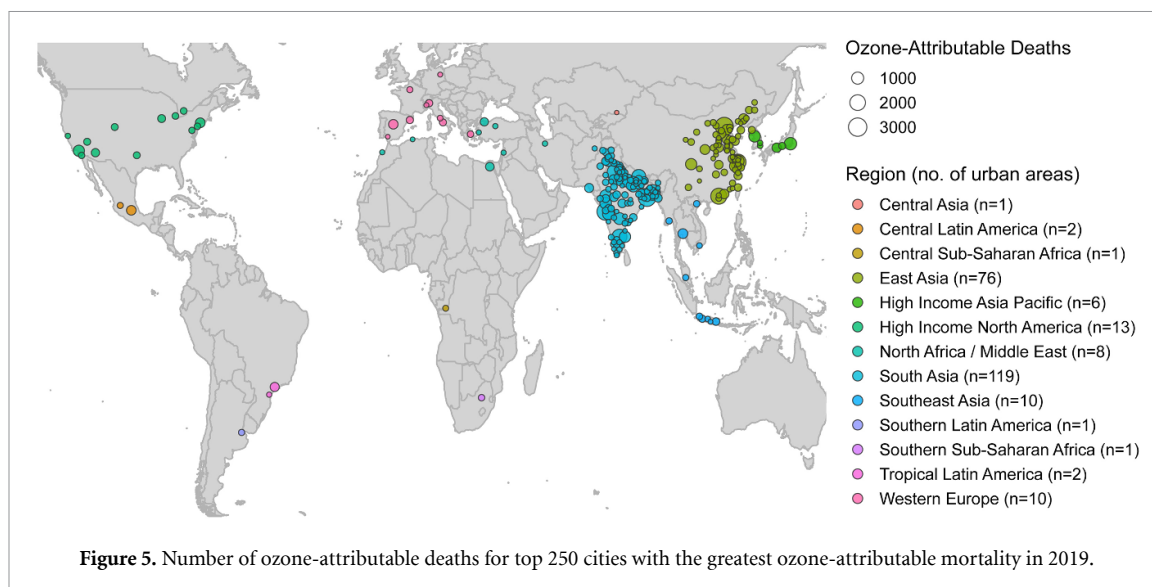 Ozone-Attributable Deaths
1000
2000
3000
Region (no. of urban areas)
Central Asia (n=1)
Central Latin America (n=2)
Central Sub-Saharan Africa (n=1)
East Asia (n=76)
High Income Asia Pacific (n=6)
High Income North America (n=13)
North Africa / Middle East (n=8)
South Asia (n=119)
Southeast Asia (n=10)
Southern Latin America (n=1)
Southern Sub-Saharan Africa (n=1)
Tropical Latin America (n=2)
Western Europe (n=10)
Figure 5. Number of ozone-attributable deaths for top 250 cities with the greatest ozone-attributable mortality in 2019.